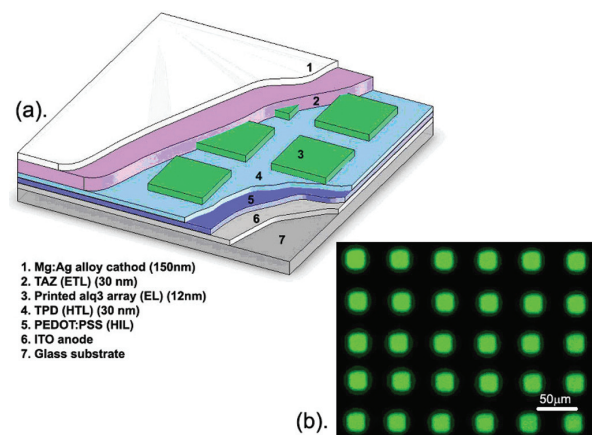 (a).
1
2
3
4
5
6
7
1. Mg:Ag alloy cathod (150nm)
2. TAZ (ETL) (30 nm)
3. Printed alq3 array (EL) (12nm)
4. TPD (HTL) (30 nm)
5. PEDOT:PSS (HIL)
6. ITO anode
7. Glass substrate
50μm
(b).